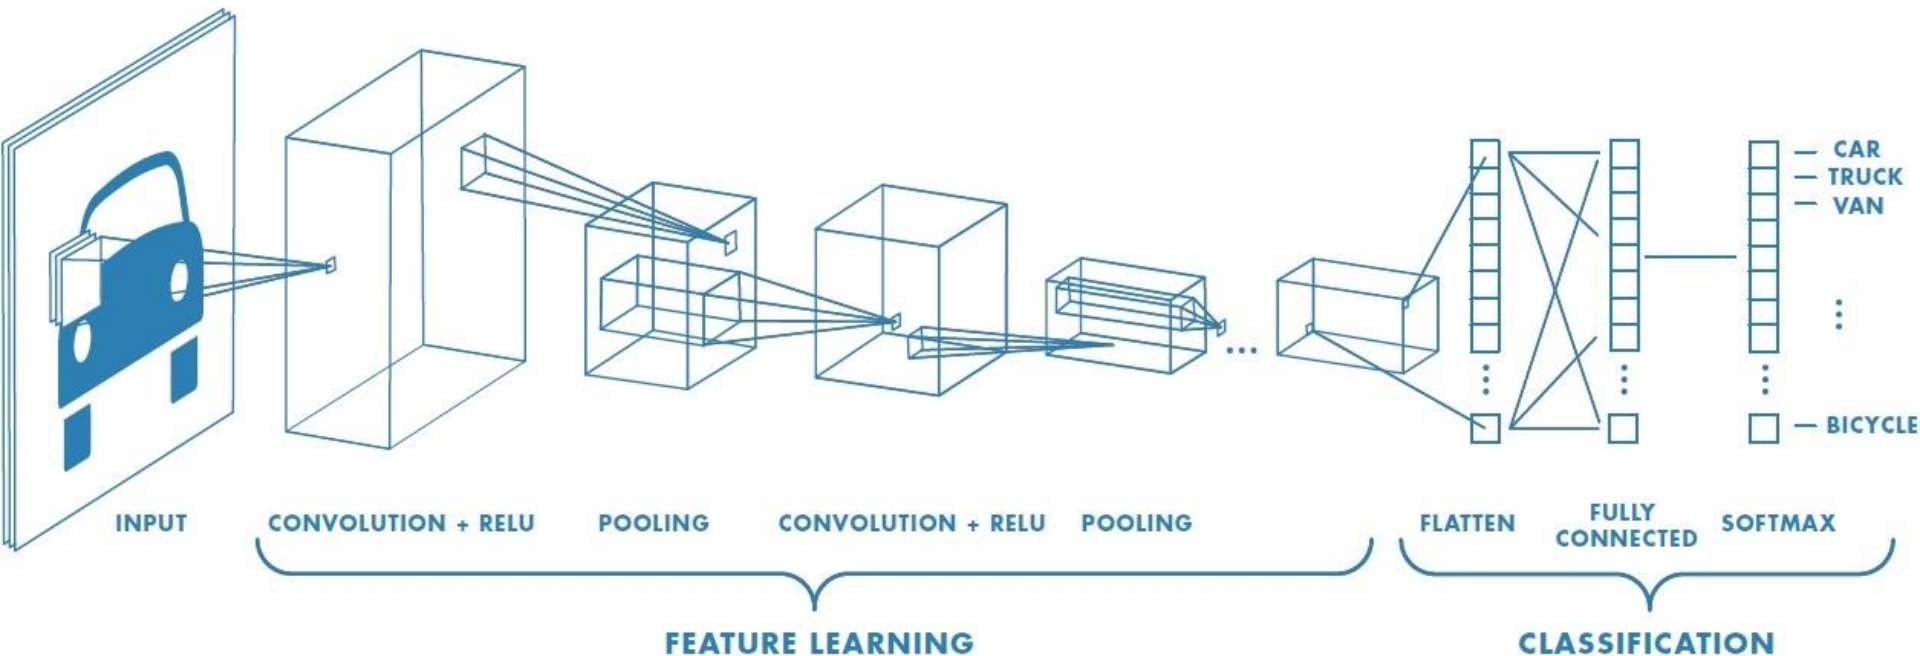 CAR
TRUCK
VAN
BICYCLE
INPUT
CONVOLUTION + RELU
POOLING
CONVOLUTION + RELU
POOLING
FLATTEN
FULLY
CONNECTED
SOFTMAX
FEATURE LEARNING
CLASSIFICATION